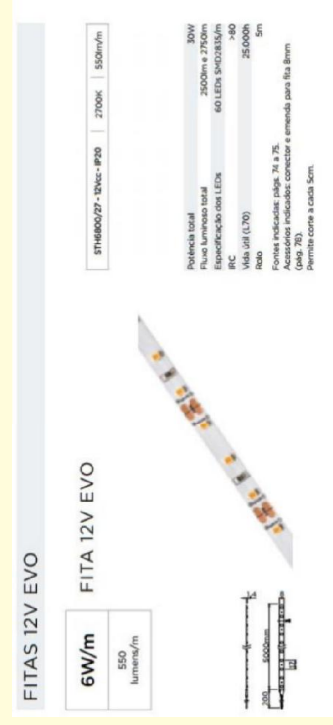 FITAS 12V EVO
6W/m
550
lumens/m
FITA 12V EVO
STH6800/27 - 12Vcc - IP20 | 2700K | 550lm/m
Potência total 30W
Fluxo luminoso total 2500lm e 2750lm
Especificação dos LEDs 60 LEDs SMD2835/m
IRC >80
Vida útil (L70) 25.000h
Rolo 5m
Fontes indicadas: págs. 74 a 75.
Acessórios indicados: conector e emenda para fita 8mm
(pág. 78).
Permite corte a cada 5cm.
200 5000mm